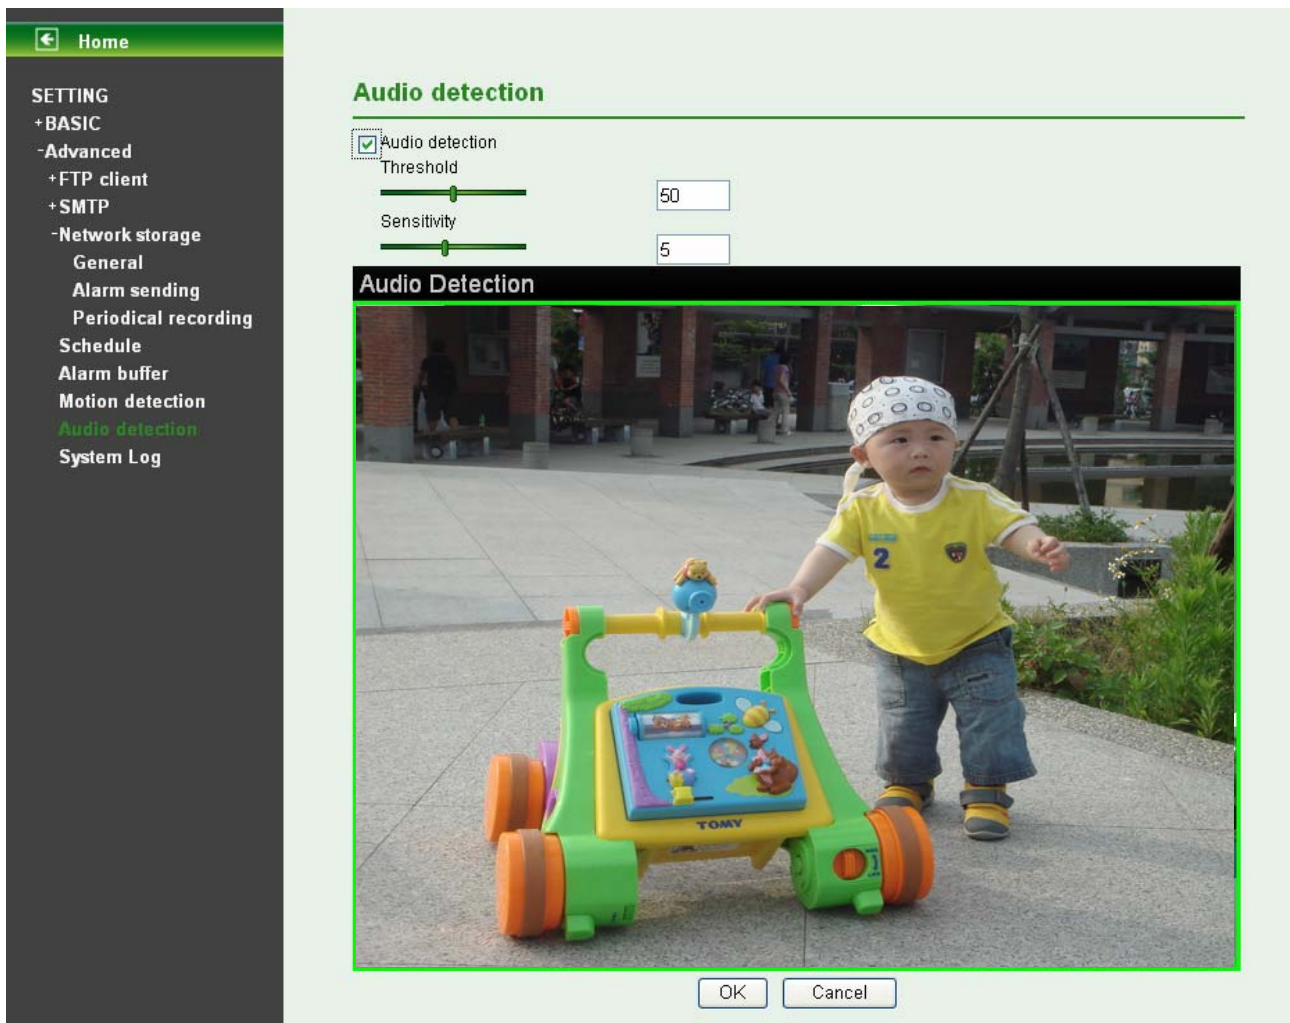 Home
SETTING
+BASIC
-Advanced
+FTP client
+SMTP
-Network storage
General
Alarm sending
Periodical recording
Schedule
Alarm buffer
Motion detection
Audio detection
System Log
Audio detection
Audio detection
Threshold
50
Sensitivity
5
Audio Detection
2
TOMY
OK
Cancel